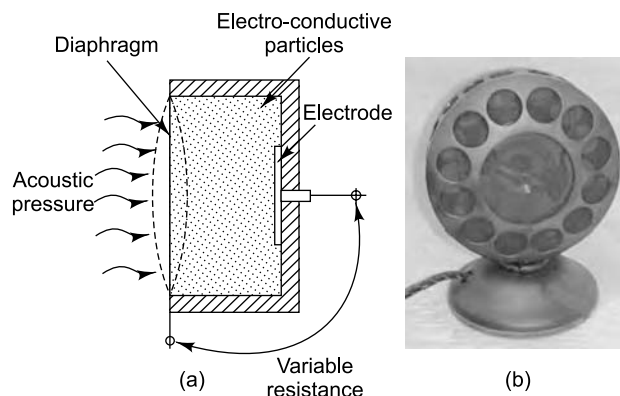 Electro-conductive
particles
Diaphragm
Electrode
Acoustic
pressure
Variable
resistance
(a)
(b)